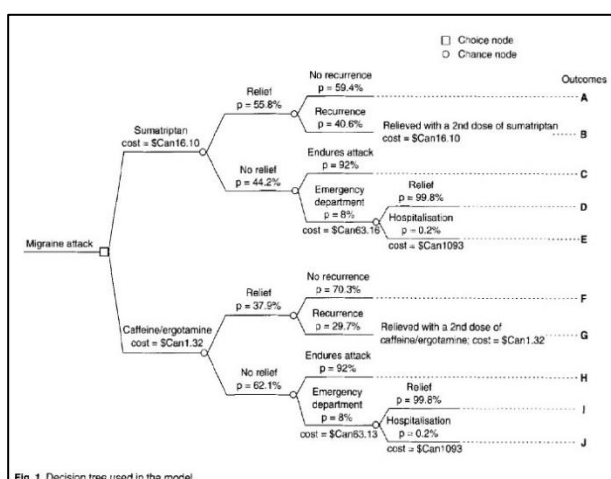 Choice node
Chance node
Outcomes
No recurrence
p = 59.4%
A
Relief
p = 55.8%
Recurrence
p = 40.6%
Relieved with a 2nd dose of sumatriptan
cost = $Can16.10
B
Sumatriptan
cost = $Can16.10
Endures attack
p = 92%
C
No relief
p = 44.2%
Emergency
department
p = 8%
cost = $Can63.16
Relief
p = 99.8%
D
Hospitalisation
p = 0.2%
cost = $Can1093
E
Migraine attack
No recurrence
p = 70.3%
F
Relief
p = 37.9%
Recurrence
p = 29.7%
Relieved with a 2nd dose of
caffeine/ergotamine; cost = $Can1.32
G
Caffeine/ergotamine
cost = $Can1.32
Endures attack
p = 92%
H
No relief
p = 62.1%
Emergency
department
p = 8%
cost = $Can63.13
Relief
p = 99.8%
I
Hospitalisation
p = 0.2%
cost = $Can1093
J
Fig. 1. Decision tree used in the model